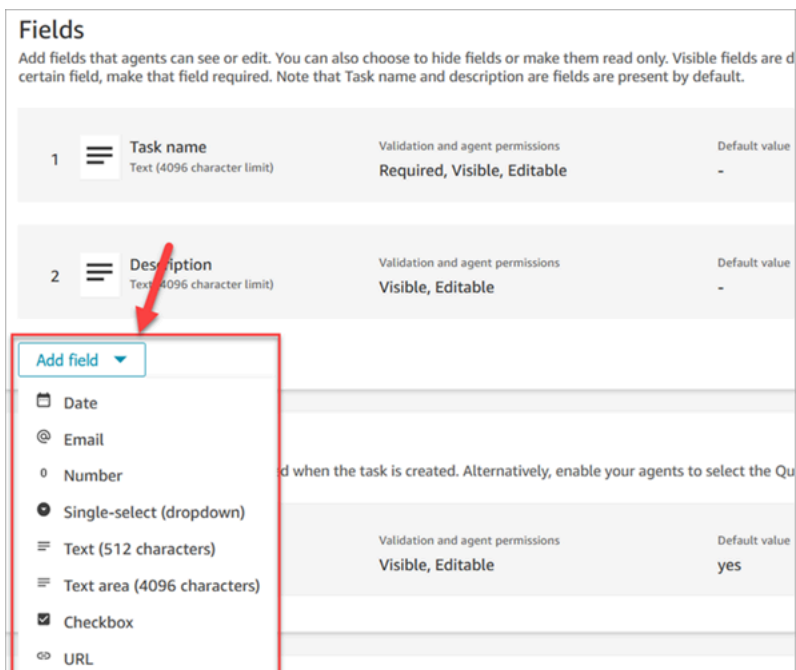 Fields
Add fields that agents can see or edit. You can also choose to hide fields or make them read only. Visible fields are d
certain field, make that field required. Note that Task name and description are fields are present by default.
1
Task name
Text (4096 character limit)
Validation and agent permissions
Required, Visible, Editable
Default value
-
2
Description
Text (4096 character limit)
Validation and agent permissions
Visible, Editable
Default value
-
Add field
Date
@ Email
0 Number
d when the task is created. Alternatively, enable your agents to select the Qu
Single-select (dropdown)
Text (512 characters)
Validation and agent permissions
Visible, Editable
Default value
yes
Text area (4096 characters)
Checkbox
URL